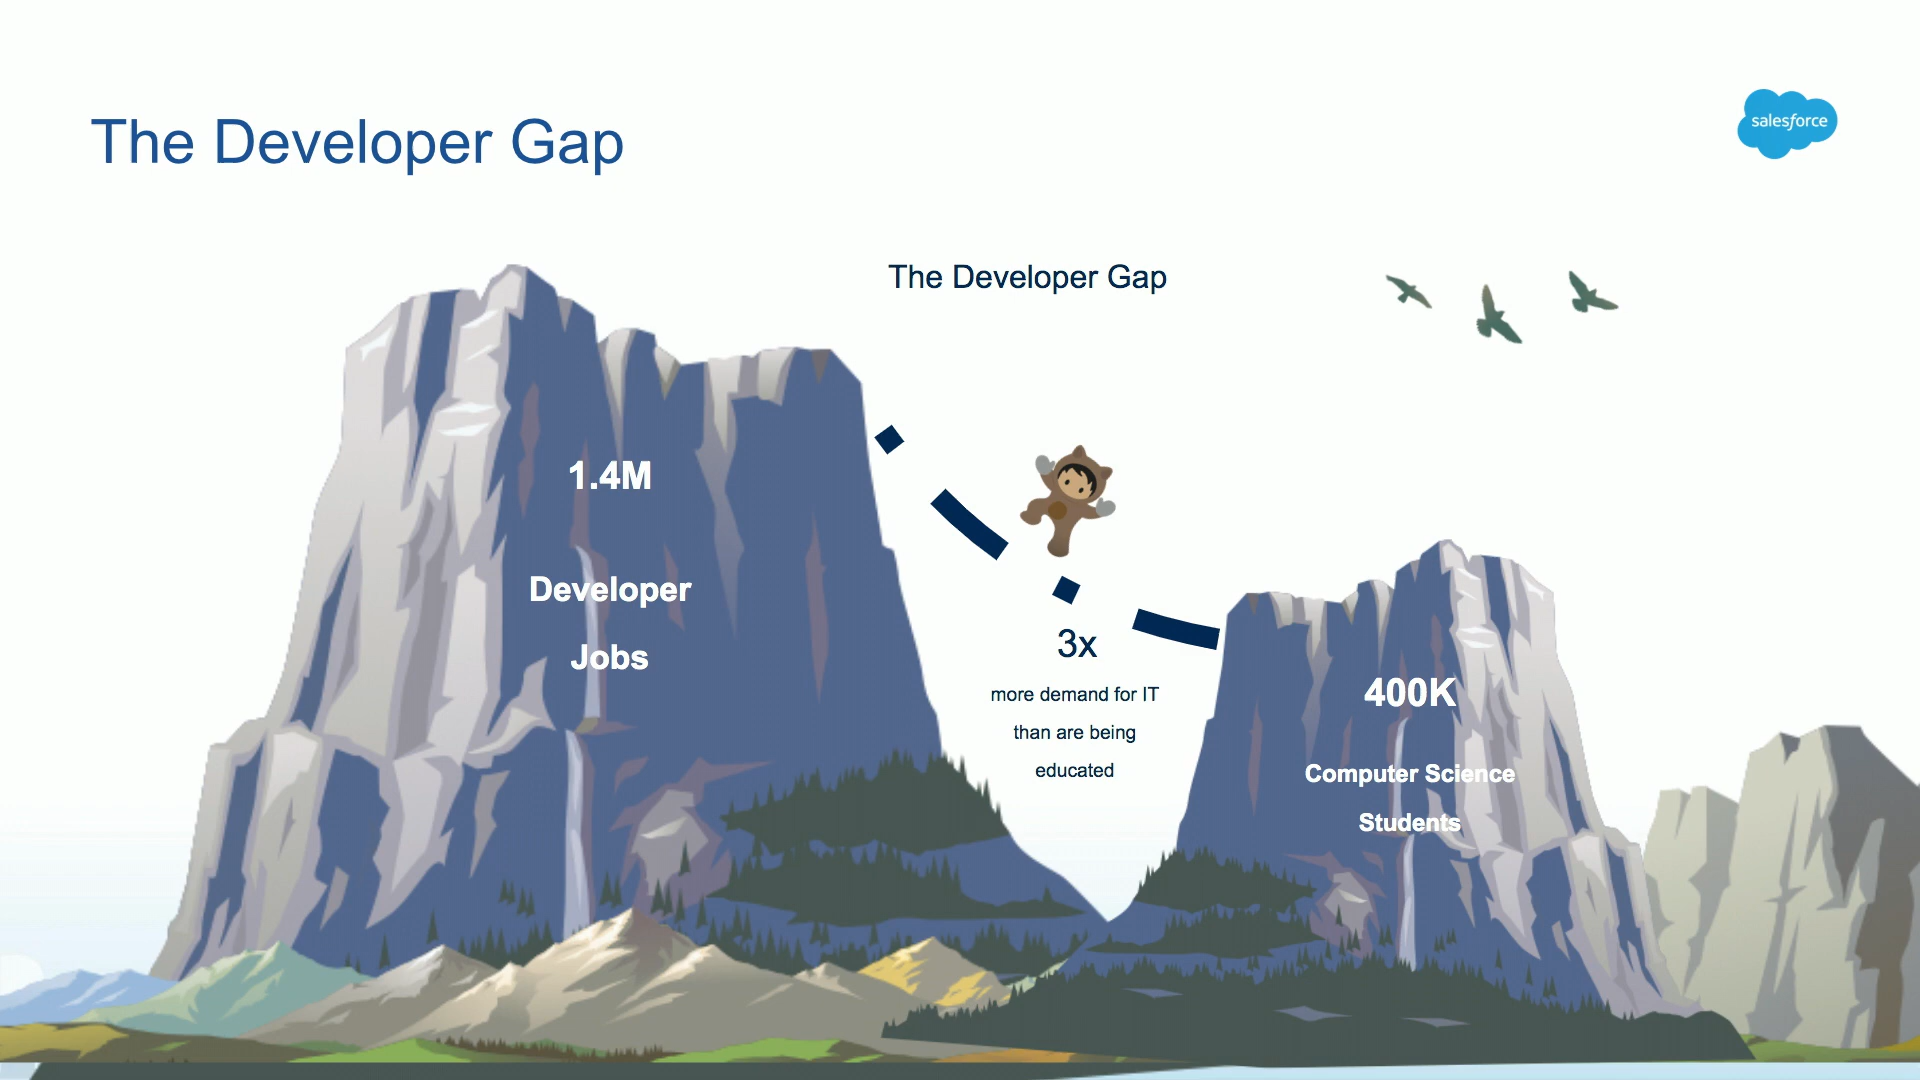 The Developer Gap
salesforce
The Developer Gap
1.4M
Developer
Jobs
3x
more demand for IT
than are being
educated
400K
Computer Science
Students